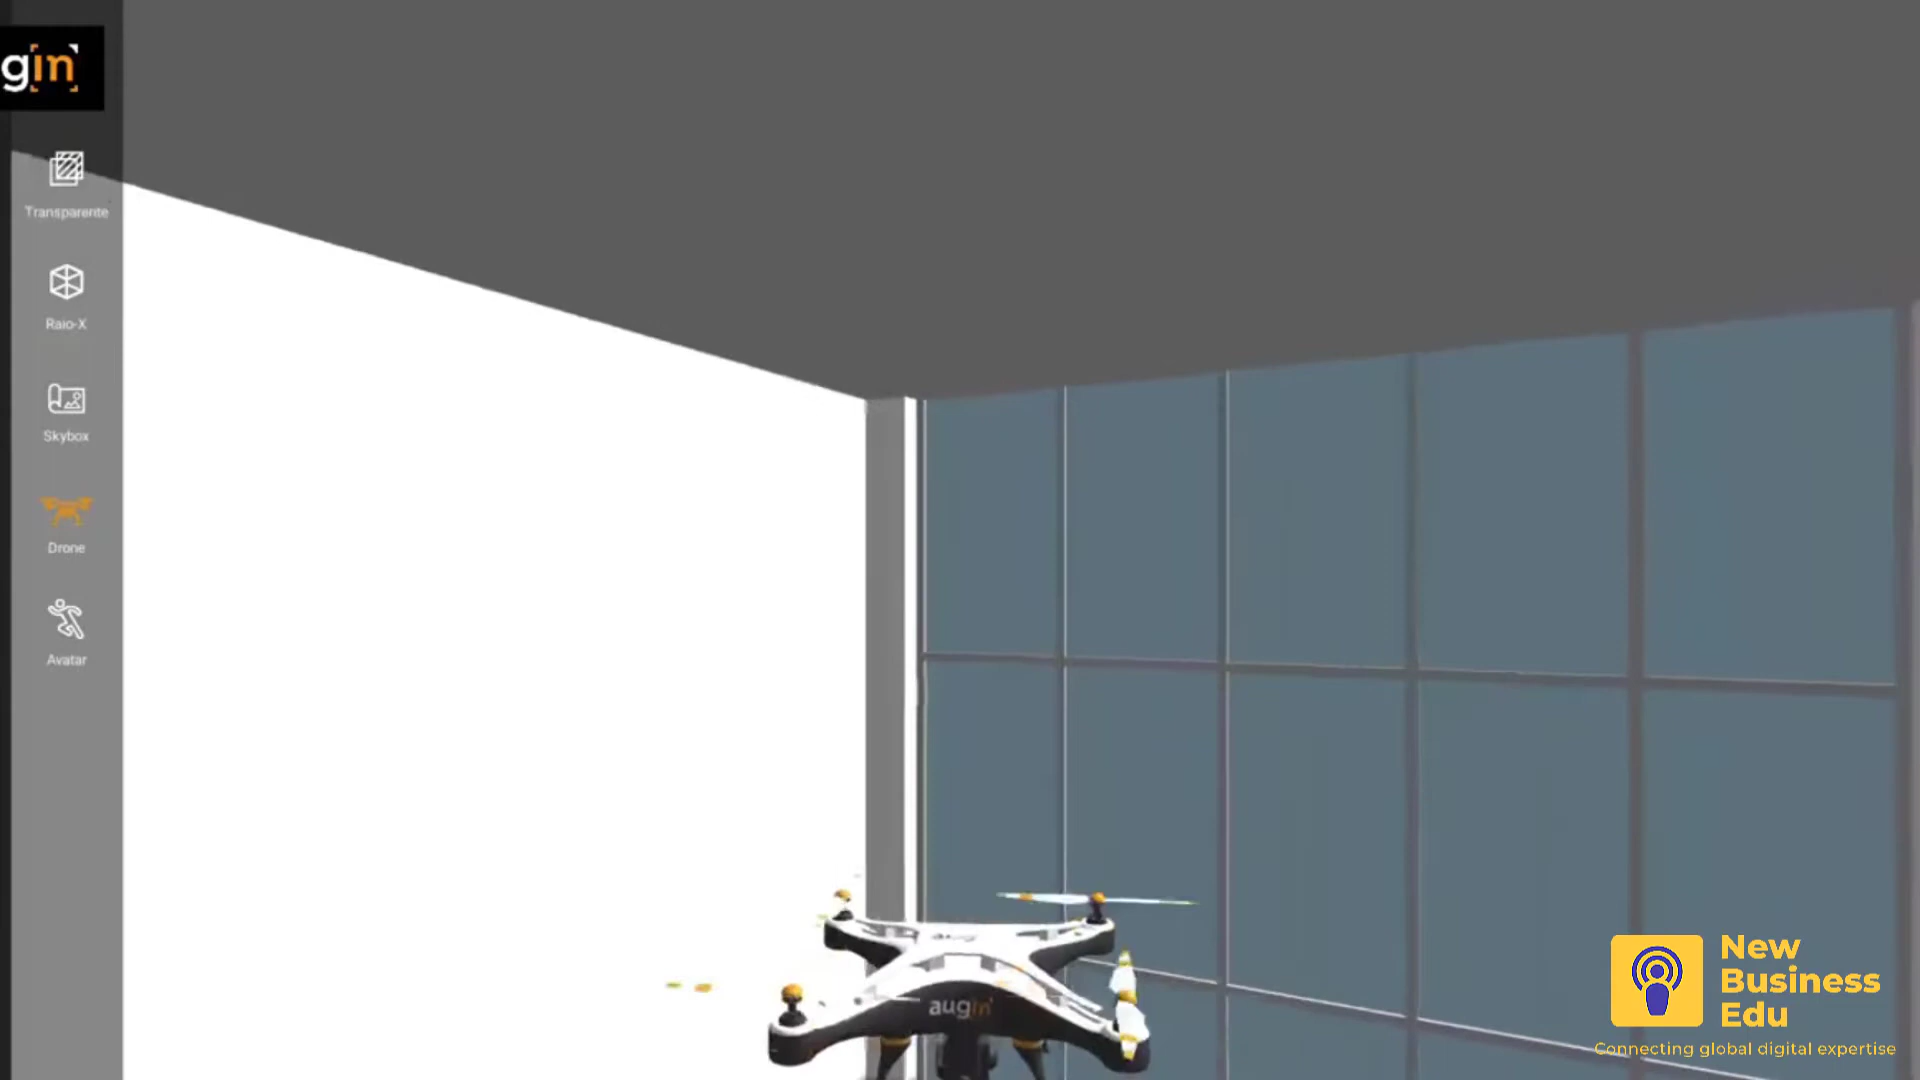 gin
Transparente
Raio-X
Skybox
Drone
Avatar
augin
New
Business
Edu
Connecting global digital expertise